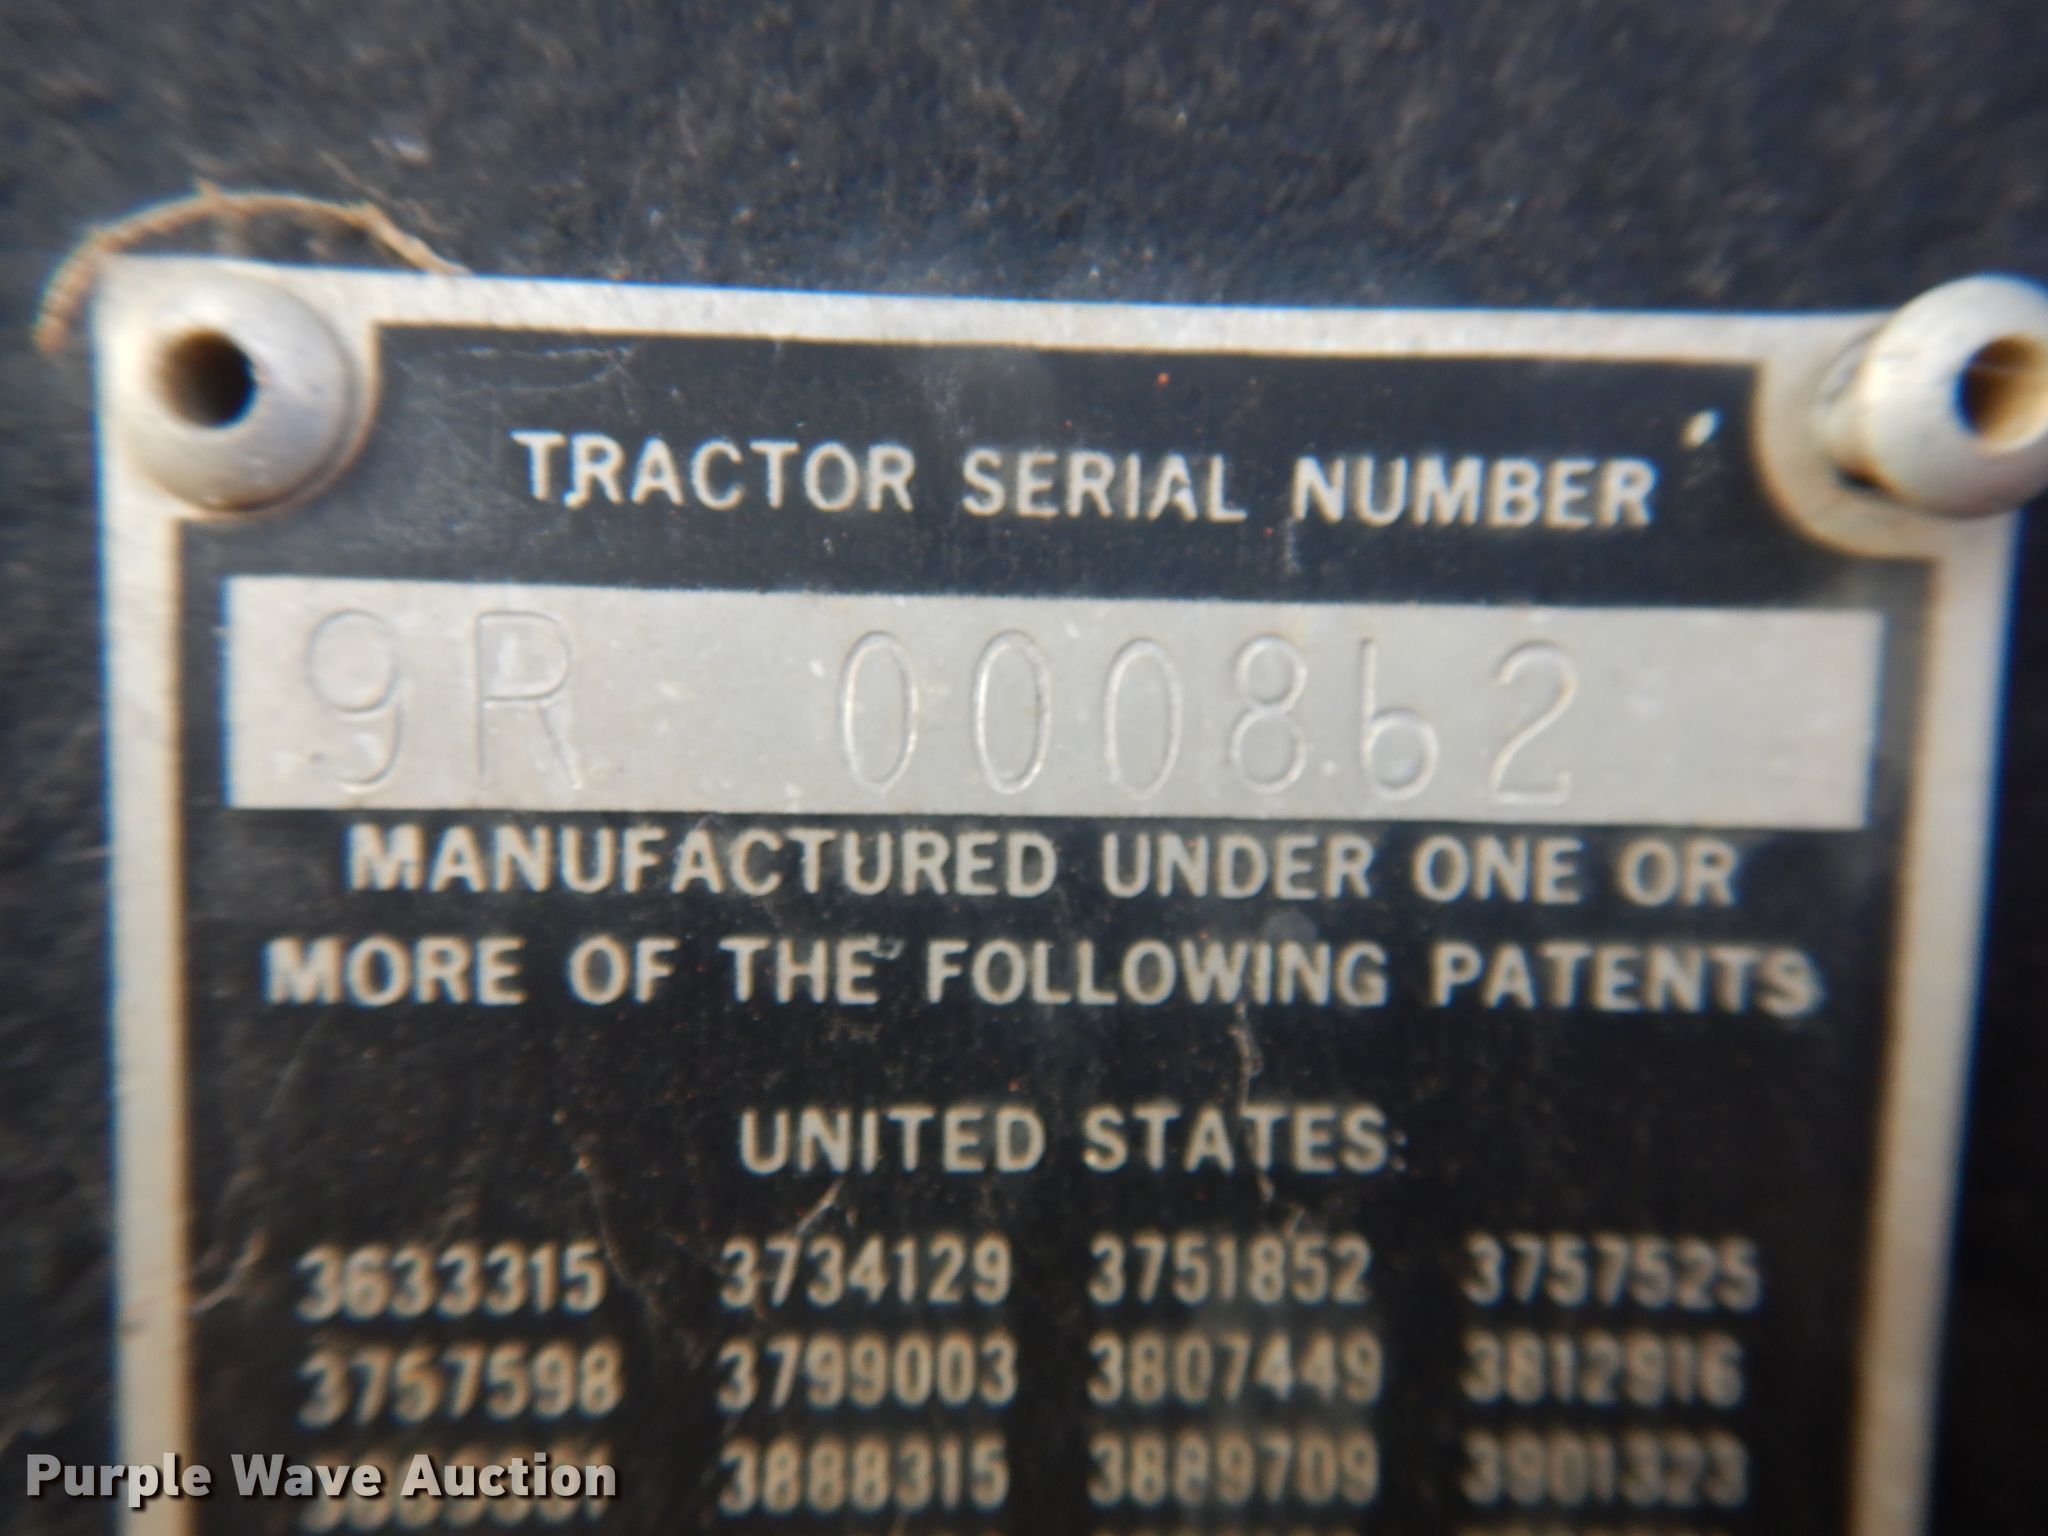 TRACTOR SERIAL NUMBER
9R 000862
MANUFACTURED UNDER ONE OR
MORE OF THE FOLLOWING PATENTS
UNITED STATES:
3633315 3734129 3751852 3757525
3757598 3799003 3807449 3812916
3888315 3889709 3901323
Purple Wave Auction